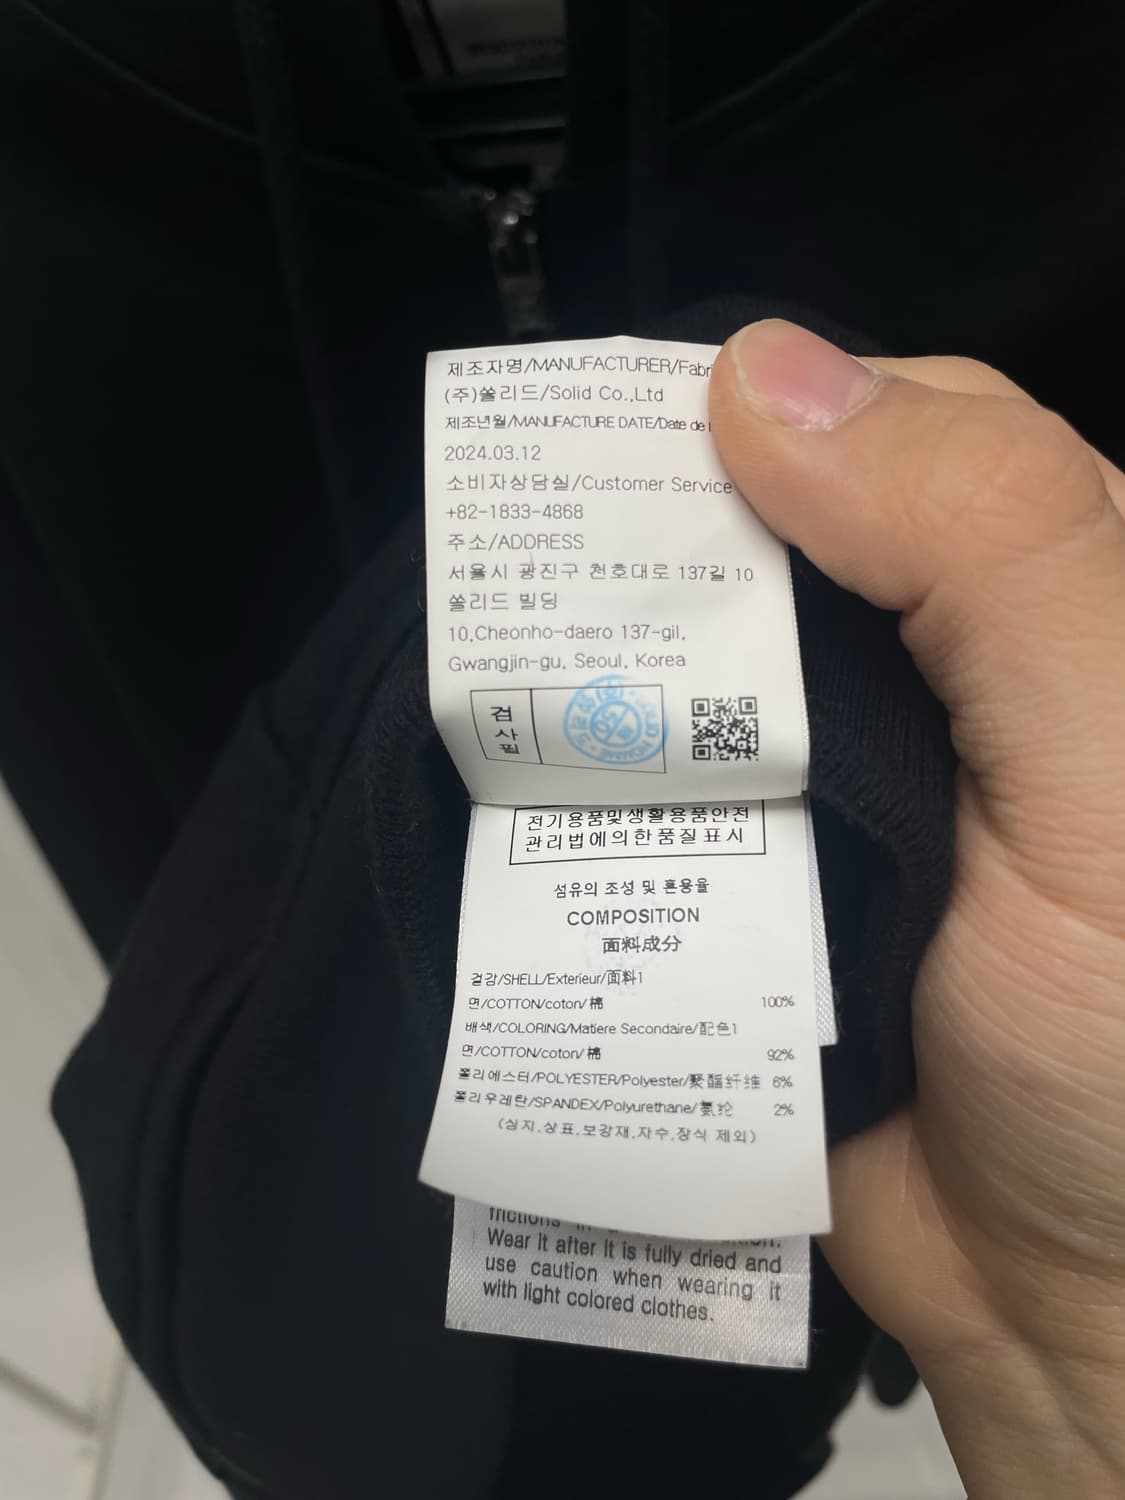 제조자명/MANUFACTURER/Fabri
(주)쏠리드/Solid Co.,Ltd
제조년월/MANUFACTURE DATE/Date de
2024.03.12
소비자상담실/Customer Service
+82-1833-4868
주소/ADDRESS
서울시 광진구 천호대로 137길 10
쏠리드 빌딩
10,Cheonho-daero 137-gil,
Gwangjin-gu, Seoul, Korea
검사필
전기용품및생활용품안전
관리법에의한품질표시
섬유의 조성 및 혼용율
COMPOSITION
面料成分
겉감/SHELL/Exterieur/面料1
면/COTTON/coton/棉 100%
배색/COLORING/Matiere Secondaire/配色1
면/COTTON/coton/棉 92%
폴리에스터/POLYESTER/Polyester/聚酯纤维 6%
폴리우레탄/SPANDEX/Polyurethane/氨纶 2%
(심지,상표,보강재,자수,장식 제외)
frictions in
Wear it after it is fully dried and
use caution when wearing it
with light colored clothes.